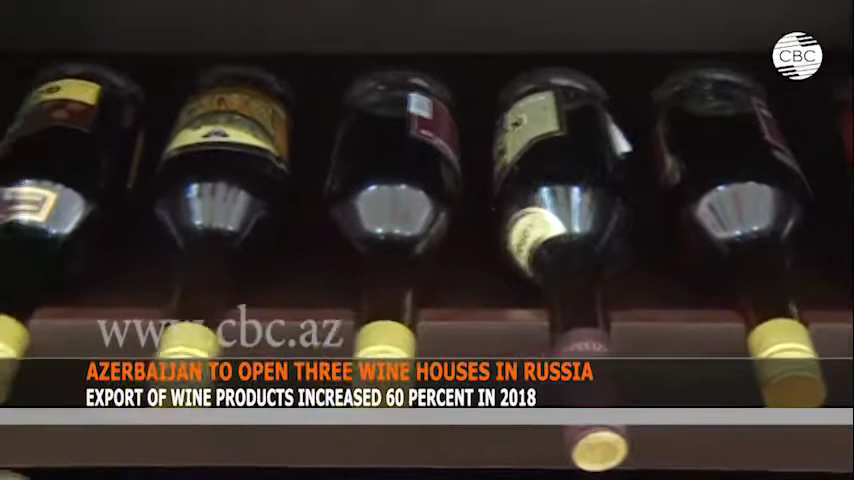 CBC
www.cbc.az
AZERBAIJAN TO OPEN THREE WINE HOUSES IN RUSSIA
EXPORT OF WINE PRODUCTS INCREASED 60 PERCENT IN 2018